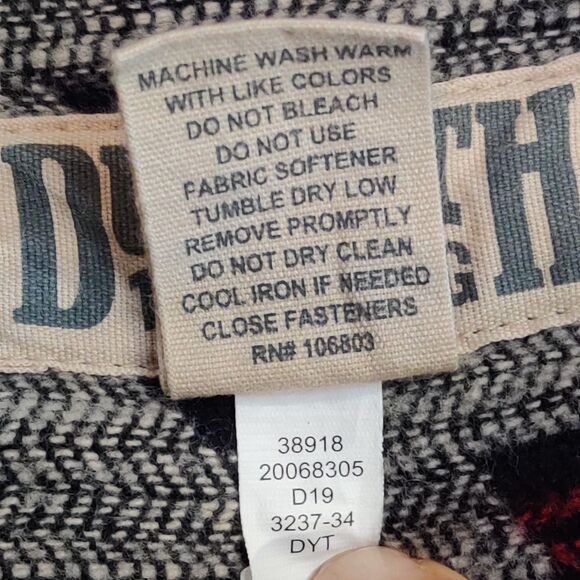 MACHINE WASH WARM
WITH LIKE COLORS
DO NOT BLEACH
DO NOT USE
FABRIC SOFTENER
TUMBLE DRY LOW
REMOVE PROMPTLY
DO NOT DRY CLEAN
COOL IRON IF NEEDED
CLOSE FASTENERS
RN# 106803
38918
20068305
D19
3237-34
DYT